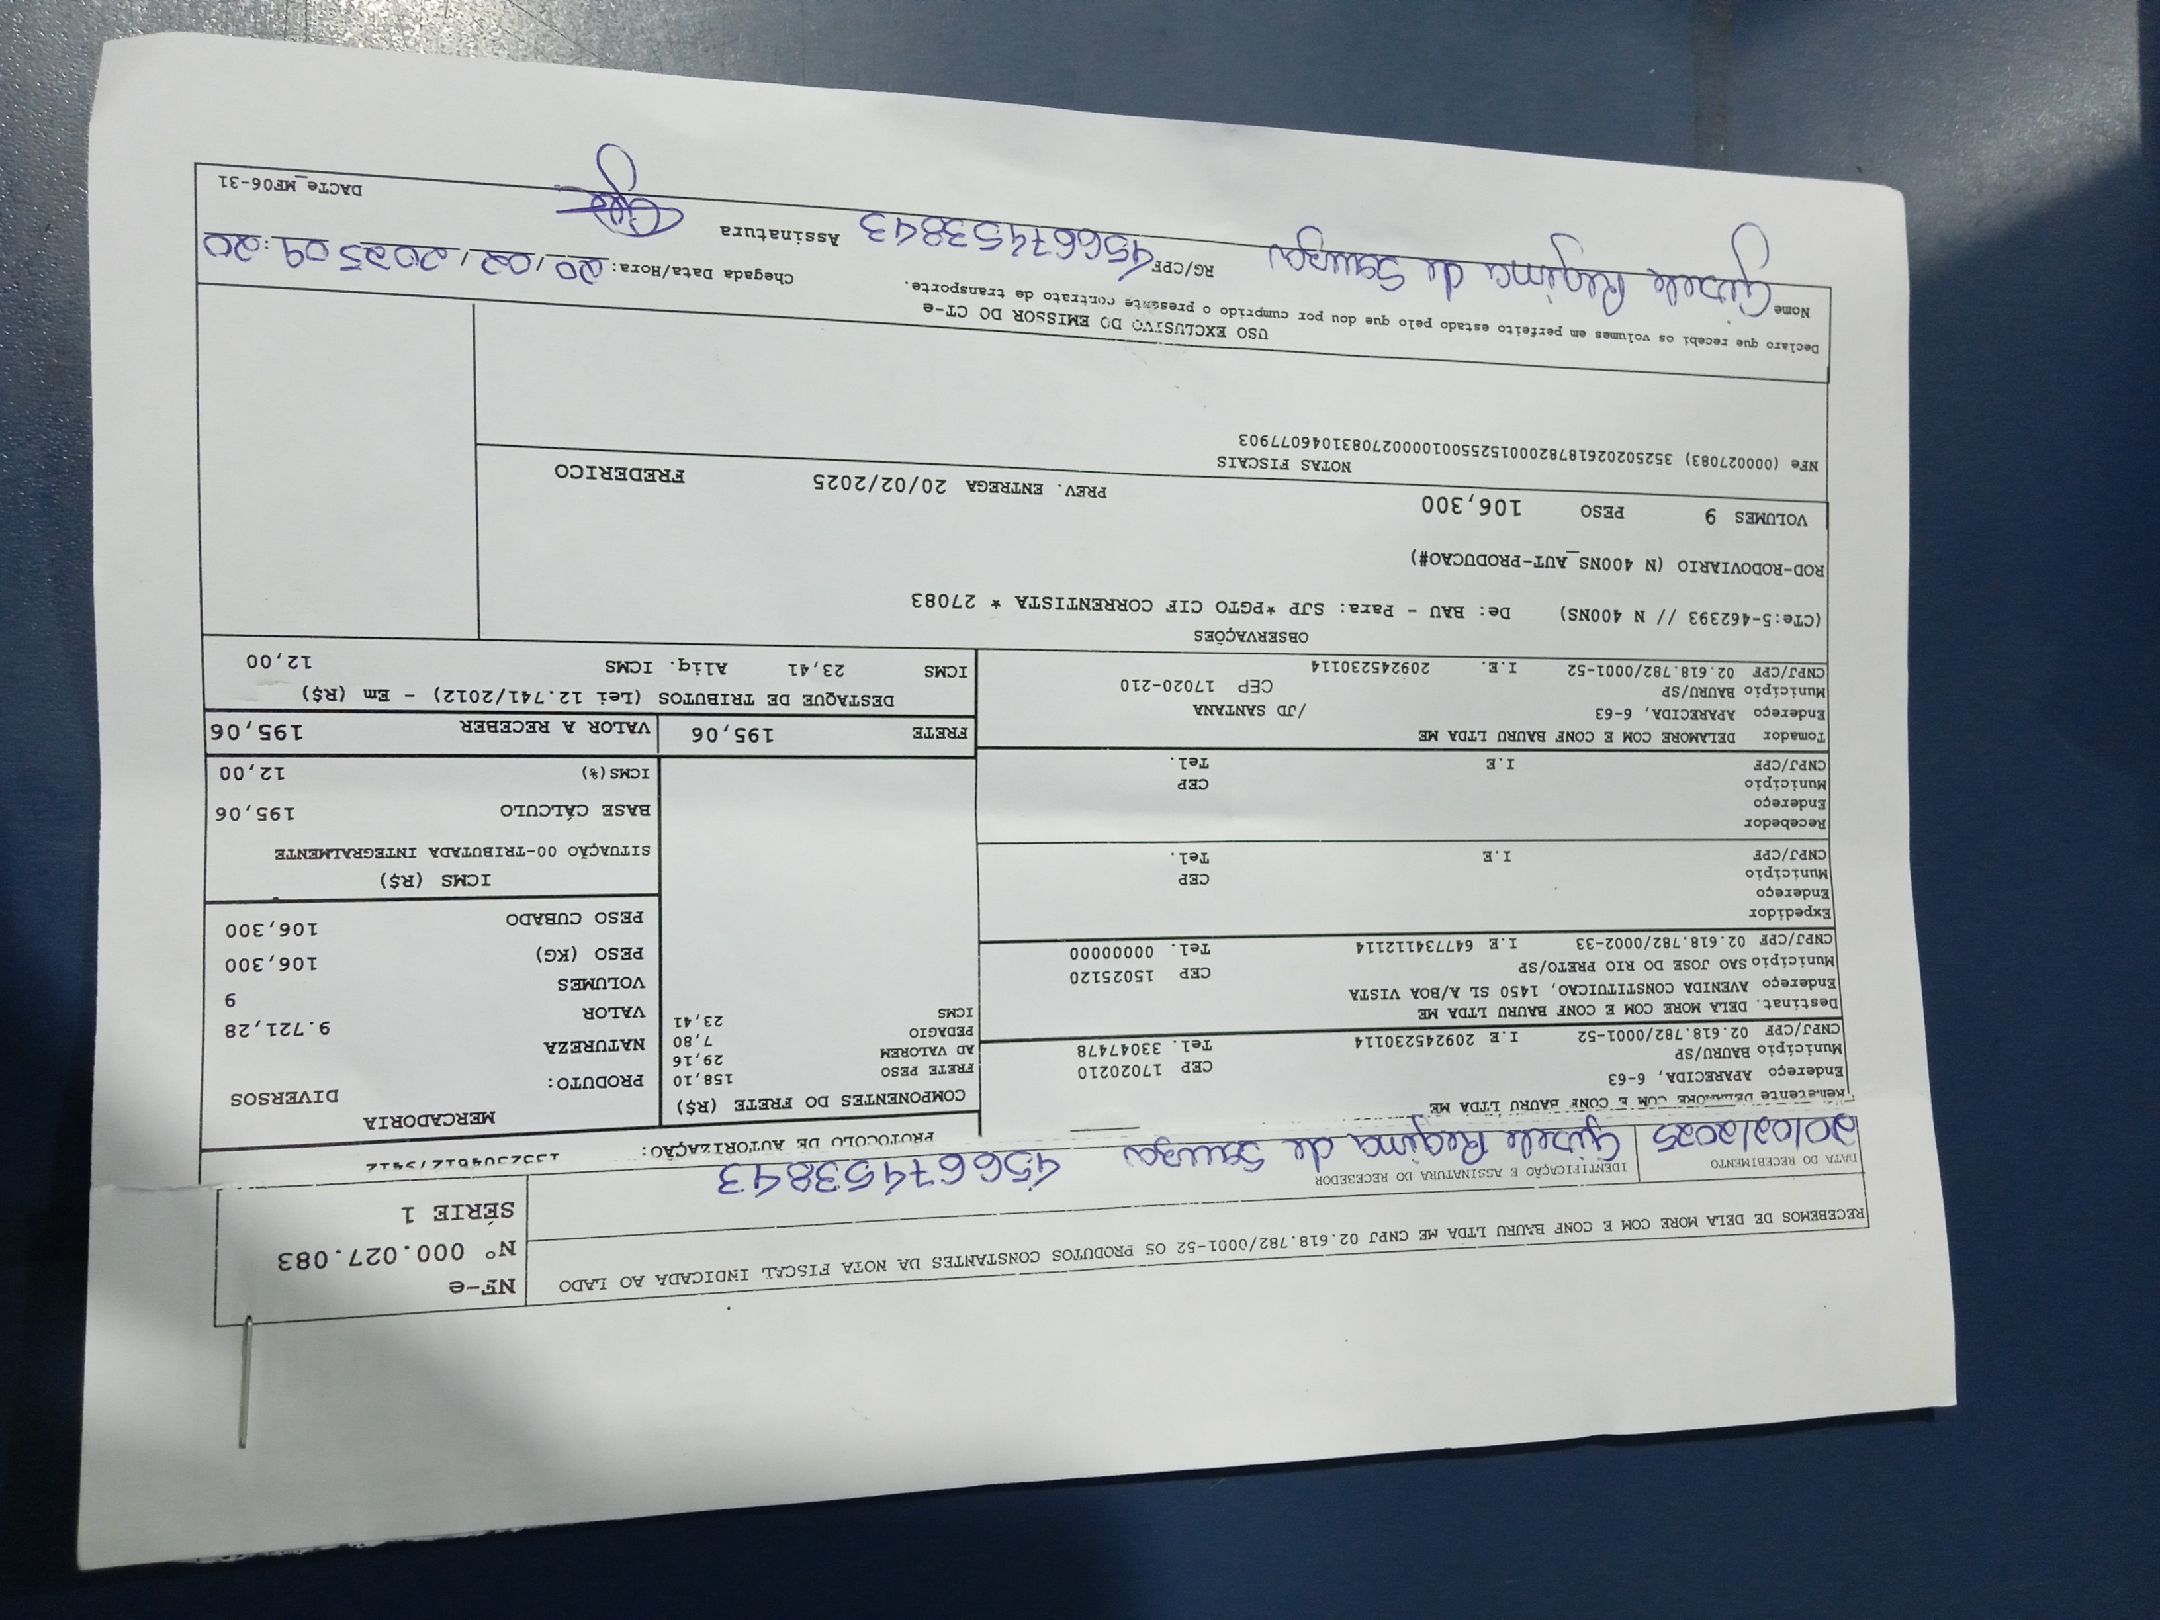 RECEBEMOS DE DELA MORE COM E CONF BAURU LTDA ME CNPJ 02.618.782/0001-52 OS PRODUTOS CONSTANTES DA NOTA FISCAL INDICADA AO LADO
NF-e
Nº 000.027.083
SÉRIE 1
DATA DO RECEBIMENTO
20/02/2025
IDENTIFICAÇÃO E ASSINATURA DO RECEBEDOR
Gisele Regina de Souza 45667453843
PROTOCOLO DE AUTORIZAÇÃO:
Remetente DELAMORE COM E CONF BAURU LTDA ME
Endereço APARECIDA, 6-63 CEP 17020210
Município BAURU/SP Tel. 33047478
CNPJ/CPF 02.618.782/0001-52 I.E 209245230114
Destinat. DELA MORE COM E CONF BAURU LTDA ME
Endereço AVENIDA CONSTITUICAO, 1450 SL A/BOA VISTA
Município SAO JOSE DO RIO PRETO/SP CEP 15025120
CNPJ/CPF 02.618.782/0002-33 I.E 647734112114 Tel. 00000000
Expedidor
Endereço
Município CEP
CNPJ/CPF I.E Tel.
Recebedor
Endereço
Município CEP
CNPJ/CPF I.E Tel.
Tomador DELAMORE COM E CONF BAURU LTDA ME
Endereço APARECIDA, 6-63 /JD SANTANA
Município BAURU/SP CEP 17020-210
CNPJ/CPF 02.618.782/0001-52 I.E. 209245230114
COMPONENTES DO FRETE (R$)
FRETE PESO 158,10
AD VALOREM 29,16
PEDAGIO 7,80
ICMS 23,41
MERCADORIA
PRODUTO: DIVERSOS
NATUREZA
VALOR 9.721,28
VOLUMES 9
PESO (KG) 106,300
PESO CUBADO 106,300
ICMS (R$)
SITUAÇÃO 00-TRIBUTADA INTEGRALMENTE
BASE CÁLCULO 195,06
ICMS(%) 12,00
FRETE 195,06 VALOR A RECEBER 195,06
DESTAQUE DE TRIBUTOS (Lei 12.741/2012) - Em (R$)
ICMS 23,41 Aliq. ICMS 12,00
OBSERVAÇÕES
(CTe:5-462393 // N 400NS) De: BAU - Para: SJP *PGTO CIF CORRENTISTA * 27083
ROD-RODOVIARIO (N 400NS_AUT-PRODUCAO#)
VOLUMES 9 PESO 106,300 PREV. ENTREGA 20/02/2025 FREDERICO
NOTAS FISCAIS
NFe (000027083) 35250202618782000152550010000270831046077903
USO EXCLUSIVO DO EMISSOR DO CT-e
Declaro que recebi os volumes em perfeito estado pelo que dou por cumprido o presente contrato de transporte.
Chegada Data/Hora: 20/02/2025 09:20
Nome Gisele Regina de Souza RG/CPF 45667453843 Assinatura
DACTe_MF06-31